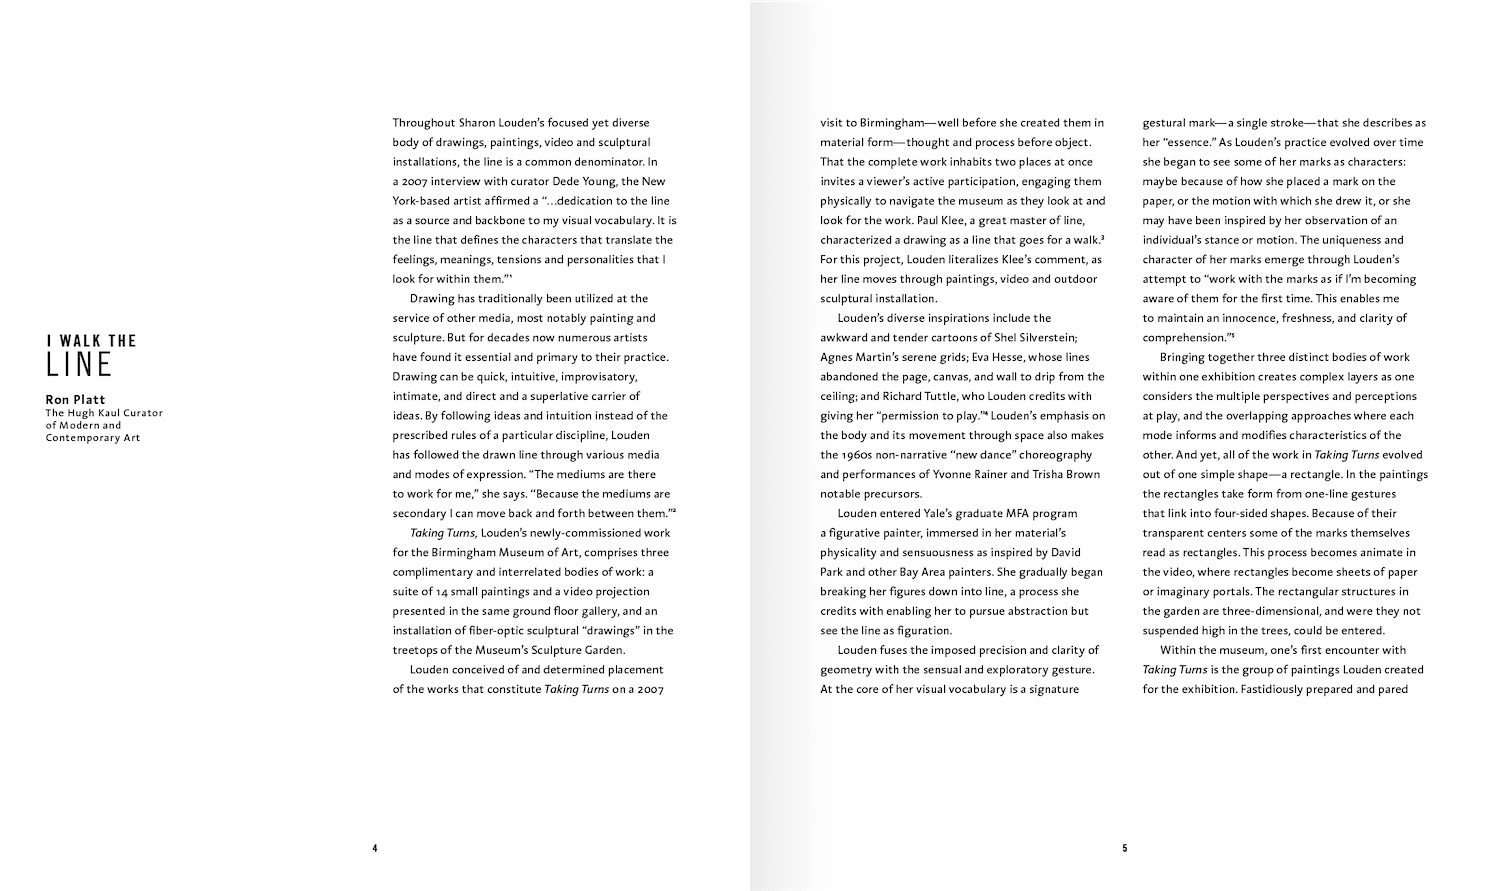 I WALK THE
LINE
Ron Platt
The Hugh Kaul Curator
of Modern and
Contemporary Art
Throughout Sharon Louden’s focused yet diverse
body of drawings, paintings, video and sculptural
installations, the line is a common denominator. In
a 2007 interview with curator Dede Young, the New
York-based artist affirmed a “…dedication to the line
as a source and backbone to my visual vocabulary. It is
the line that defines the characters that translate the
feelings, meanings, tensions and personalities that I
look for within them.”¹
Drawing has traditionally been utilized at the
service of other media, most notably painting and
sculpture. But for decades now numerous artists
have found it essential and primary to their practice.
Drawing can be quick, intuitive, improvisatory,
intimate, and direct and a superlative carrier of
ideas. By following ideas and intuition instead of the
prescribed rules of a particular discipline, Louden
has followed the drawn line through various media
and modes of expression. “The mediums are there
to work for me,” she says. “Because the mediums are
secondary I can move back and forth between them.”²
Taking Turns, Louden’s newly-commissioned work
for the Birmingham Museum of Art, comprises three
complimentary and interrelated bodies of work: a
suite of 14 small paintings and a video projection
presented in the same ground floor gallery, and an
installation of fiber-optic sculptural “drawings” in the
treetops of the Museum’s Sculpture Garden.
Louden conceived of and determined placement
of the works that constitute Taking Turns on a 2007
4
visit to Birmingham—well before she created them in
material form—thought and process before object.
That the complete work inhabits two places at once
invites a viewer’s active participation, engaging them
physically to navigate the museum as they look at and
look for the work. Paul Klee, a great master of line,
characterized a drawing as a line that goes for a walk.³
For this project, Louden literalizes Klee’s comment, as
her line moves through paintings, video and outdoor
sculptural installation.
Louden’s diverse inspirations include the
awkward and tender cartoons of Shel Silverstein;
Agnes Martin’s serene grids; Eva Hesse, whose lines
abandoned the page, canvas, and wall to drip from the
ceiling; and Richard Tuttle, who Louden credits with
giving her “permission to play.”⁴ Louden’s emphasis on
the body and its movement through space also makes
the 1960s non-narrative “new dance” choreography
and performances of Yvonne Rainer and Trisha Brown
notable precursors.
Louden entered Yale’s graduate MFA program
a figurative painter, immersed in her material’s
physicality and sensuousness as inspired by David
Park and other Bay Area painters. She gradually began
breaking her figures down into line, a process she
credits with enabling her to pursue abstraction but
see the line as figuration.
Louden fuses the imposed precision and clarity of
geometry with the sensual and exploratory gesture.
At the core of her visual vocabulary is a signature
gestural mark—a single stroke—that she describes as
her “essence.” As Louden’s practice evolved over time
she began to see some of her marks as characters:
maybe because of how she placed a mark on the
paper, or the motion with which she drew it, or she
may have been inspired by her observation of an
individual’s stance or motion. The uniqueness and
character of her marks emerge through Louden’s
attempt to “work with the marks as if I’m becoming
aware of them for the first time. This enables me
to maintain an innocence, freshness, and clarity of
comprehension.”⁵
Bringing together three distinct bodies of work
within one exhibition creates complex layers as one
considers the multiple perspectives and perceptions
at play, and the overlapping approaches where each
mode informs and modifies characteristics of the
other. And yet, all of the work in Taking Turns evolved
out of one simple shape—a rectangle. In the paintings
the rectangles take form from one-line gestures
that link into four-sided shapes. Because of their
transparent centers some of the marks themselves
read as rectangles. This process becomes animate in
the video, where rectangles become sheets of paper
or imaginary portals. The rectangular structures in
the garden are three-dimensional, and were they not
suspended high in the trees, could be entered.
Within the museum, one’s first encounter with
Taking Turns is the group of paintings Louden created
for the exhibition. Fastidiously prepared and pared
5